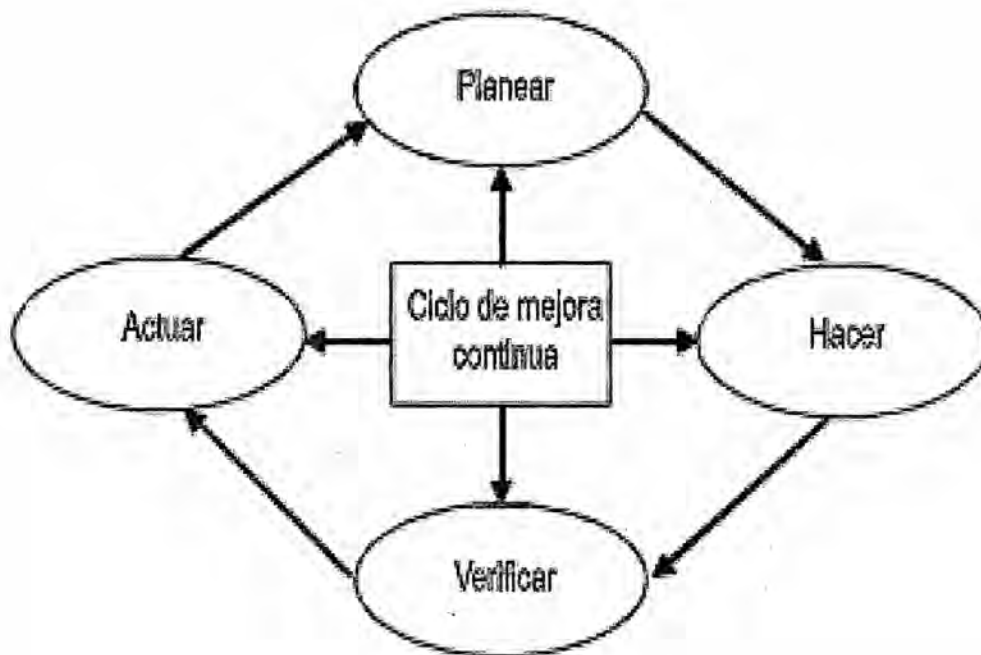 Planear
Actuar
Ciclo de mejora
continua
Hacer
Verificar